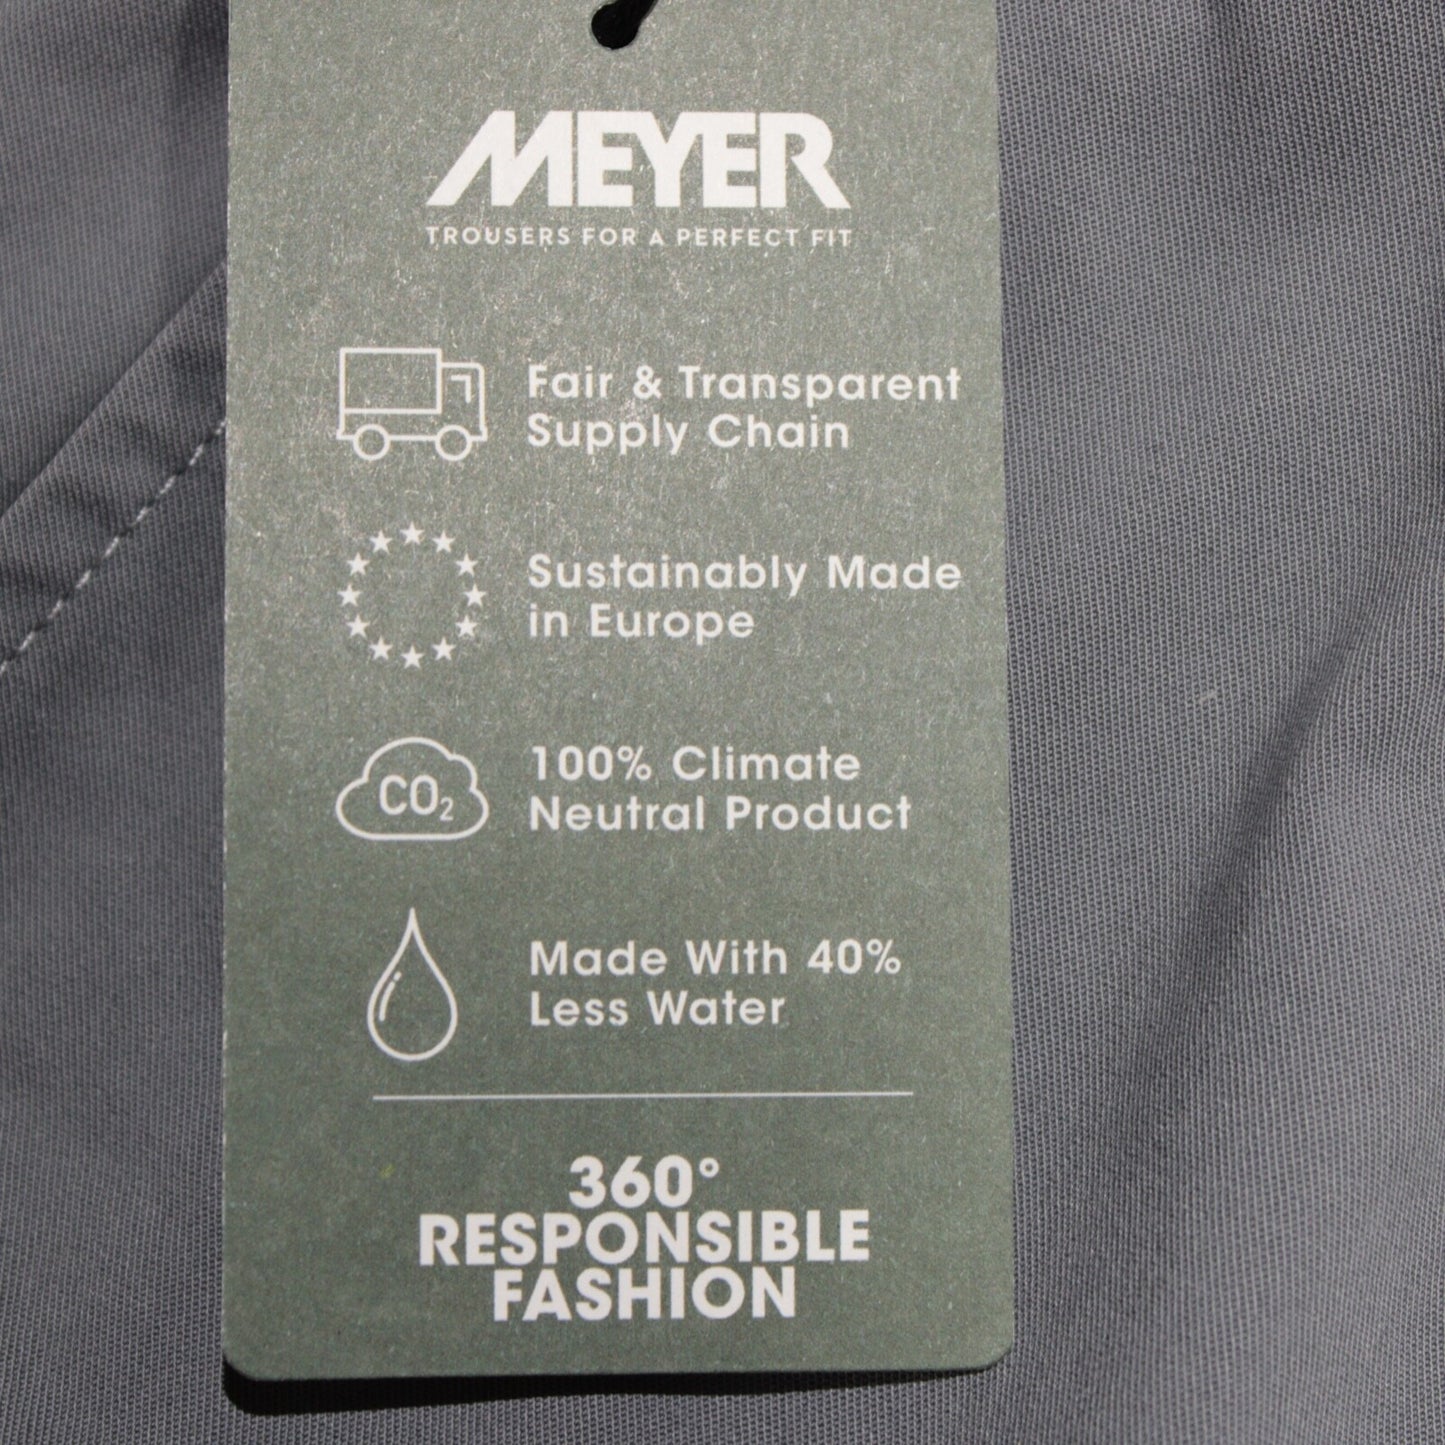 MEYER
TROUSERS FOR A PERFECT FIT
Fair & Transparent
Supply Chain
Sustainably Made
in Europe
CO₂
100% Climate
Neutral Product
Made With 40%
Less Water
360°
RESPONSIBLE
FASHION